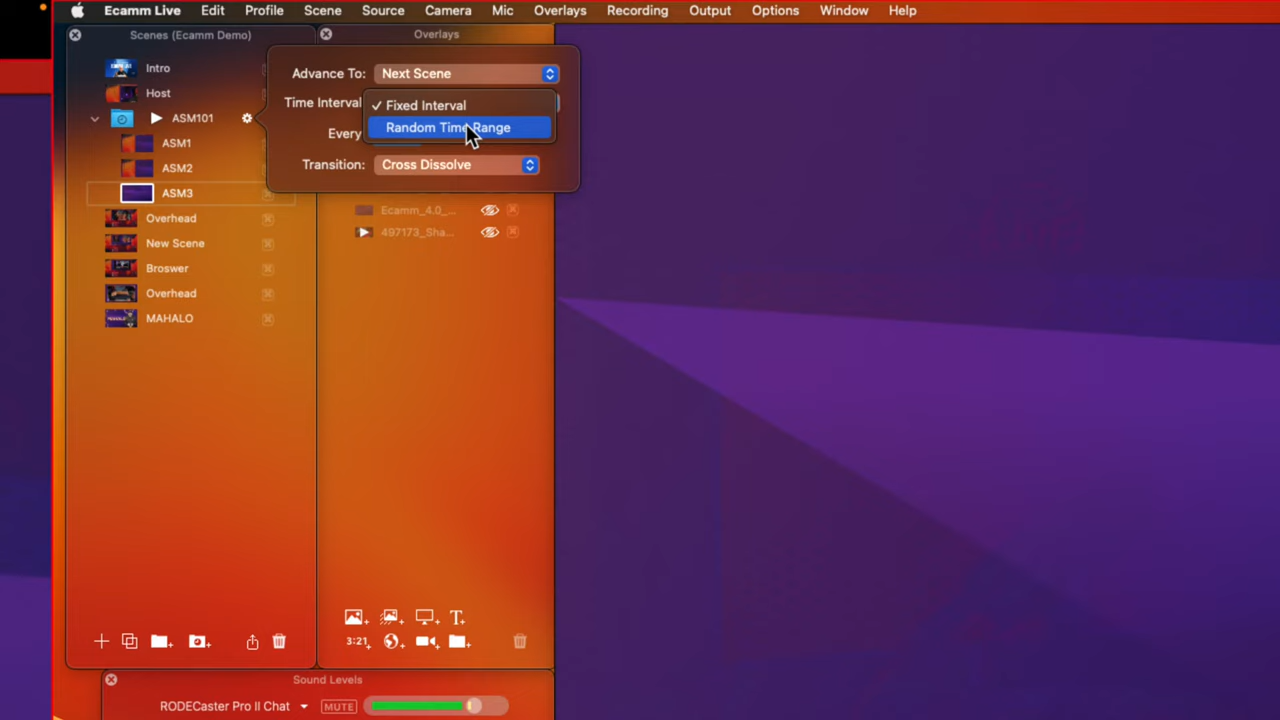 Ecamm Live Edit Profile Scene Source Camera Mic Overlays Recording Output Options Window Help
Scenes (Ecamm Demo)
Overlays
Intro
Host
ASM101
ASM1
ASM2
ASM3
Overhead
New Scene
Broswer
Overhead
MAHALO
Advance To: Next Scene
Time Interval
✓ Fixed Interval
Random Time Range
Every
Transition: Cross Dissolve
Ecamm_4.0_...
497173_Sha...
T+
3:21+
Sound Levels
RODECaster Pro II Chat
MUTE